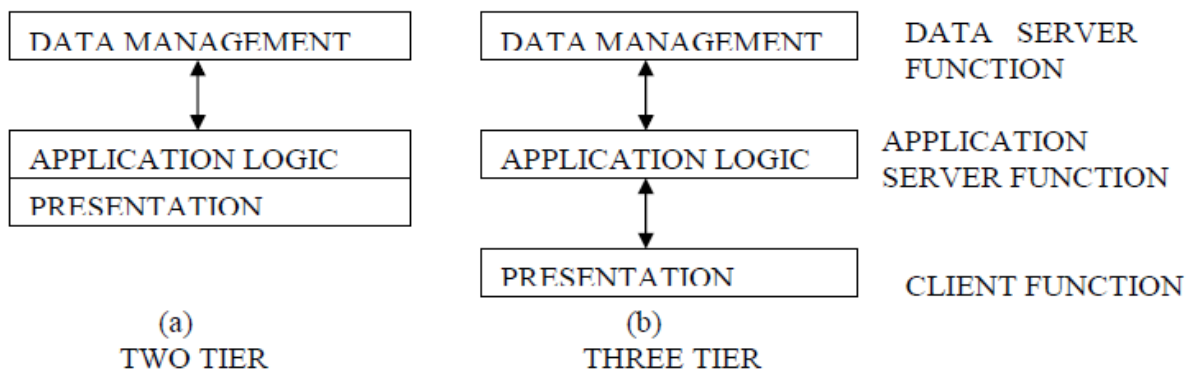 DATA MANAGEMENT
APPLICATION LOGIC
PRESENTATION
(a)
TWO TIER
DATA MANAGEMENT
APPLICATION LOGIC
PRESENTATION
(b)
THREE TIER
DATA SERVER
FUNCTION
APPLICATION
SERVER FUNCTION
CLIENT FUNCTION